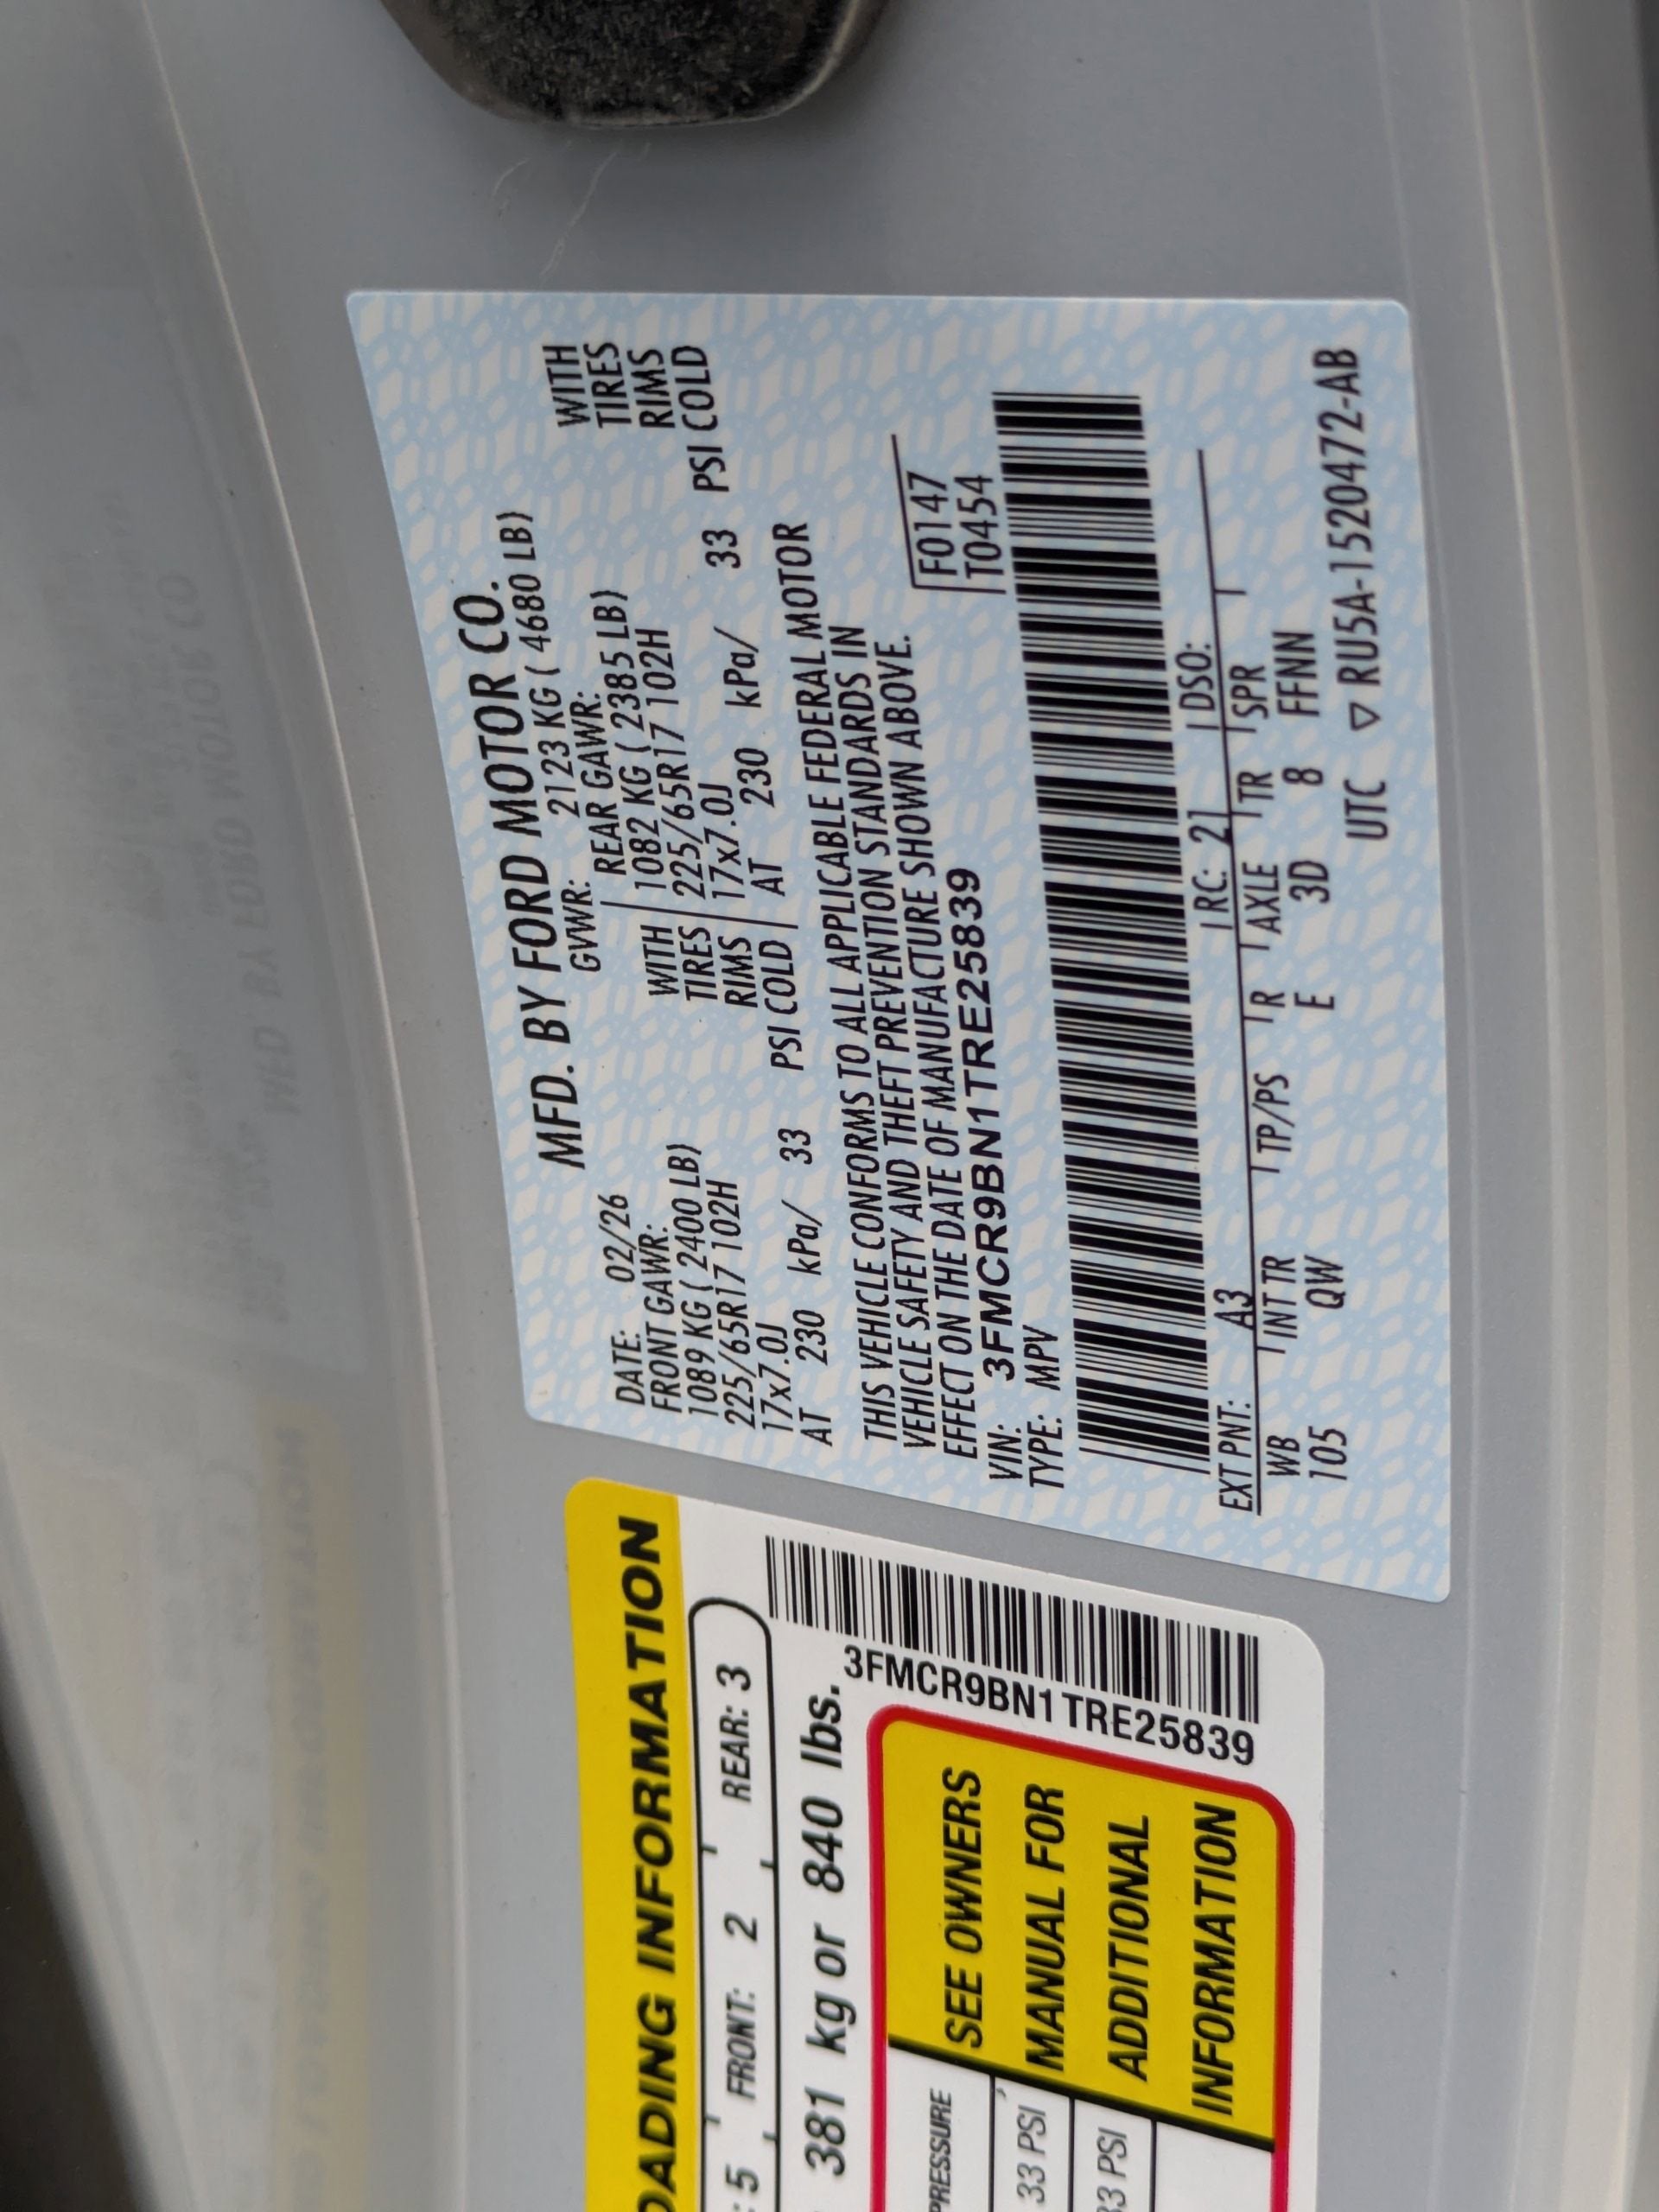 MFD. BY FORD MOTOR CO.
DATE: 02/26 GVWR: 2123 KG ( 4680 LB)
FRONT GAWR: REAR GAWR:
1089 KG ( 2400 LB) WITH 1082 KG ( 2385 LB) WITH
225/65R17 102H TIRES 225/65R17 102H TIRES
17x7.0J RIMS 17x7.0J RIMS
AT 230 kPa/ 33 PSI COLD AT 230 kPa/ 33 PSI COLD
THIS VEHICLE CONFORMS TO ALL APPLICABLE FEDERAL MOTOR
VEHICLE SAFETY AND THEFT PREVENTION STANDARDS IN
EFFECT ON THE DATE OF MANUFACTURE SHOWN ABOVE.
VIN: 3FMCR9BN1TRE25839 F0147
TYPE: MPV T0454
EXT PNT: A3 RC: 21 DSO:
WB INT TR TP/PS R AXLE TR SPR
105 QW E 3D 8 FFNN
UTC ▽ RU5A-1520472-AB
OADING INFORMATION
: 5 FRONT: 2 REAR: 3
381 kg or 840 lbs.
3FMCR9BN1TRE25839
PRESSURE
33 PSI
33 PSI
SEE OWNERS
MANUAL FOR
ADDITIONAL
INFORMATION